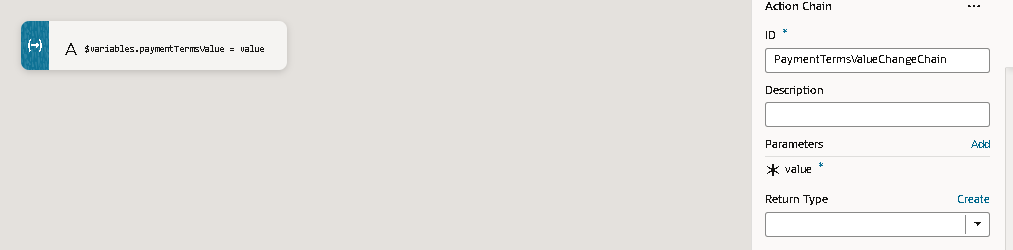 $variables.paymentTermsValue = value
Action Chain
ID *
PaymentTermsValueChangeChain
Description
Parameters Add
value *
Return Type Create